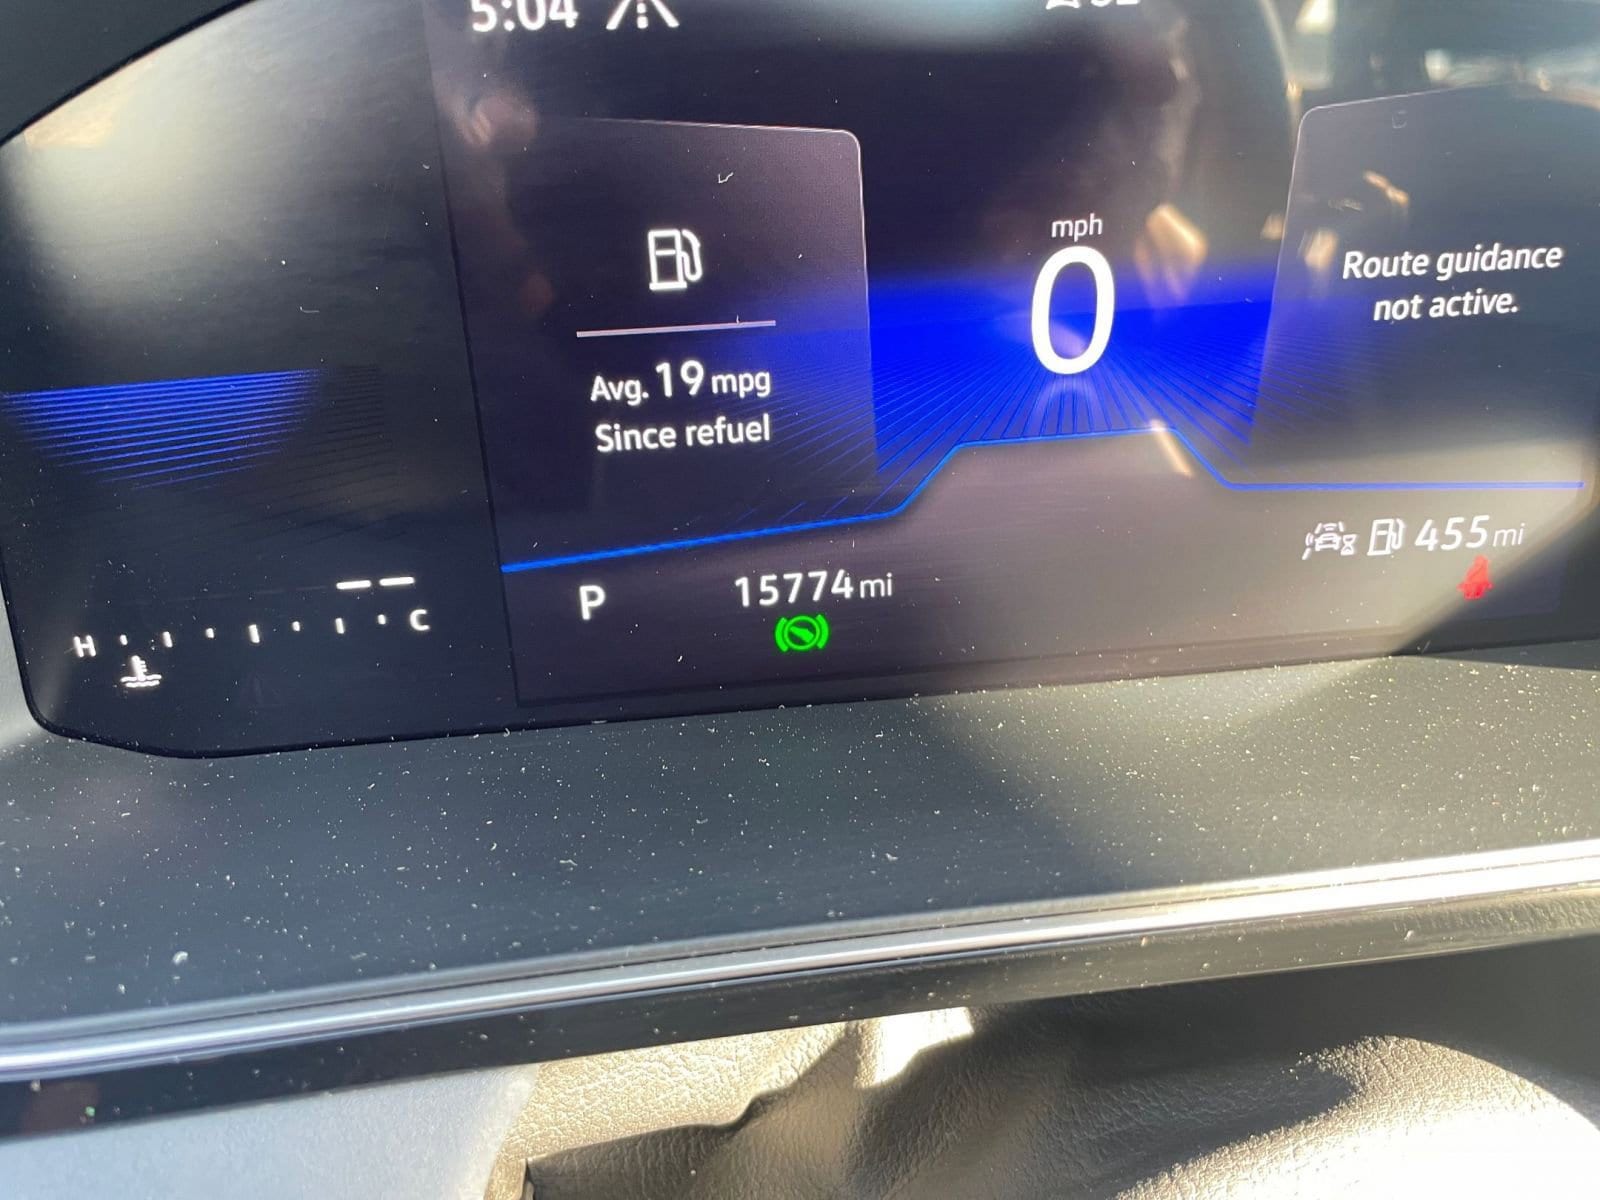 5:04
mph
0
Avg. 19 mpg
Since refuel
Route guidance
not active.
455 mi
P
15774 mi
H
C